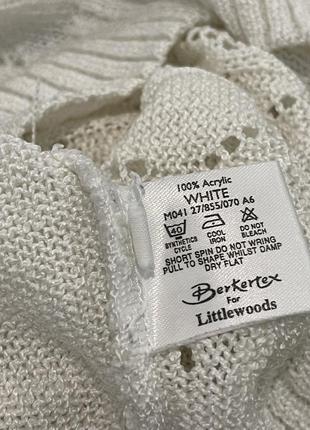 100% Acrylic
WHITE
M041 27/855/070 A6
40
SYNTHETICS CYCLE COOL IRON DO NOT BLEACH
SHORT SPIN DO NOT WRING
PULL TO SHAPE WHILST DAMP
DRY FLAT
Berkertex
For
Littlewoods